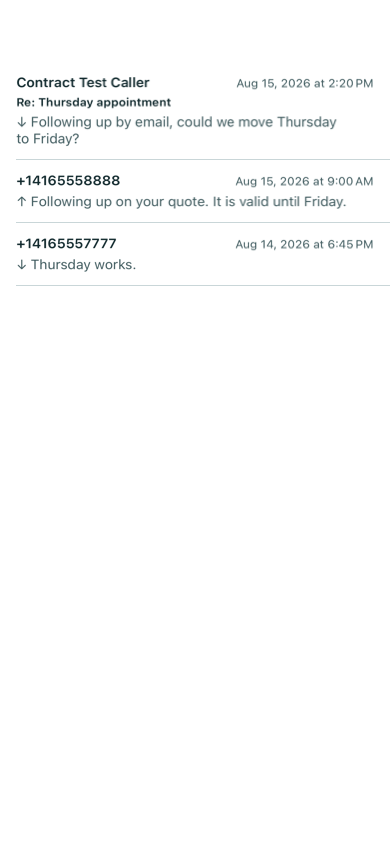 Contract Test Caller Aug 15, 2026 at 2:20 PM
Re: Thursday appointment
↓ Following up by email, could we move Thursday
to Friday?
+14165558888 Aug 15, 2026 at 9:00 AM
↑ Following up on your quote. It is valid until Friday.
+14165557777 Aug 14, 2026 at 6:45 PM
↓ Thursday works.